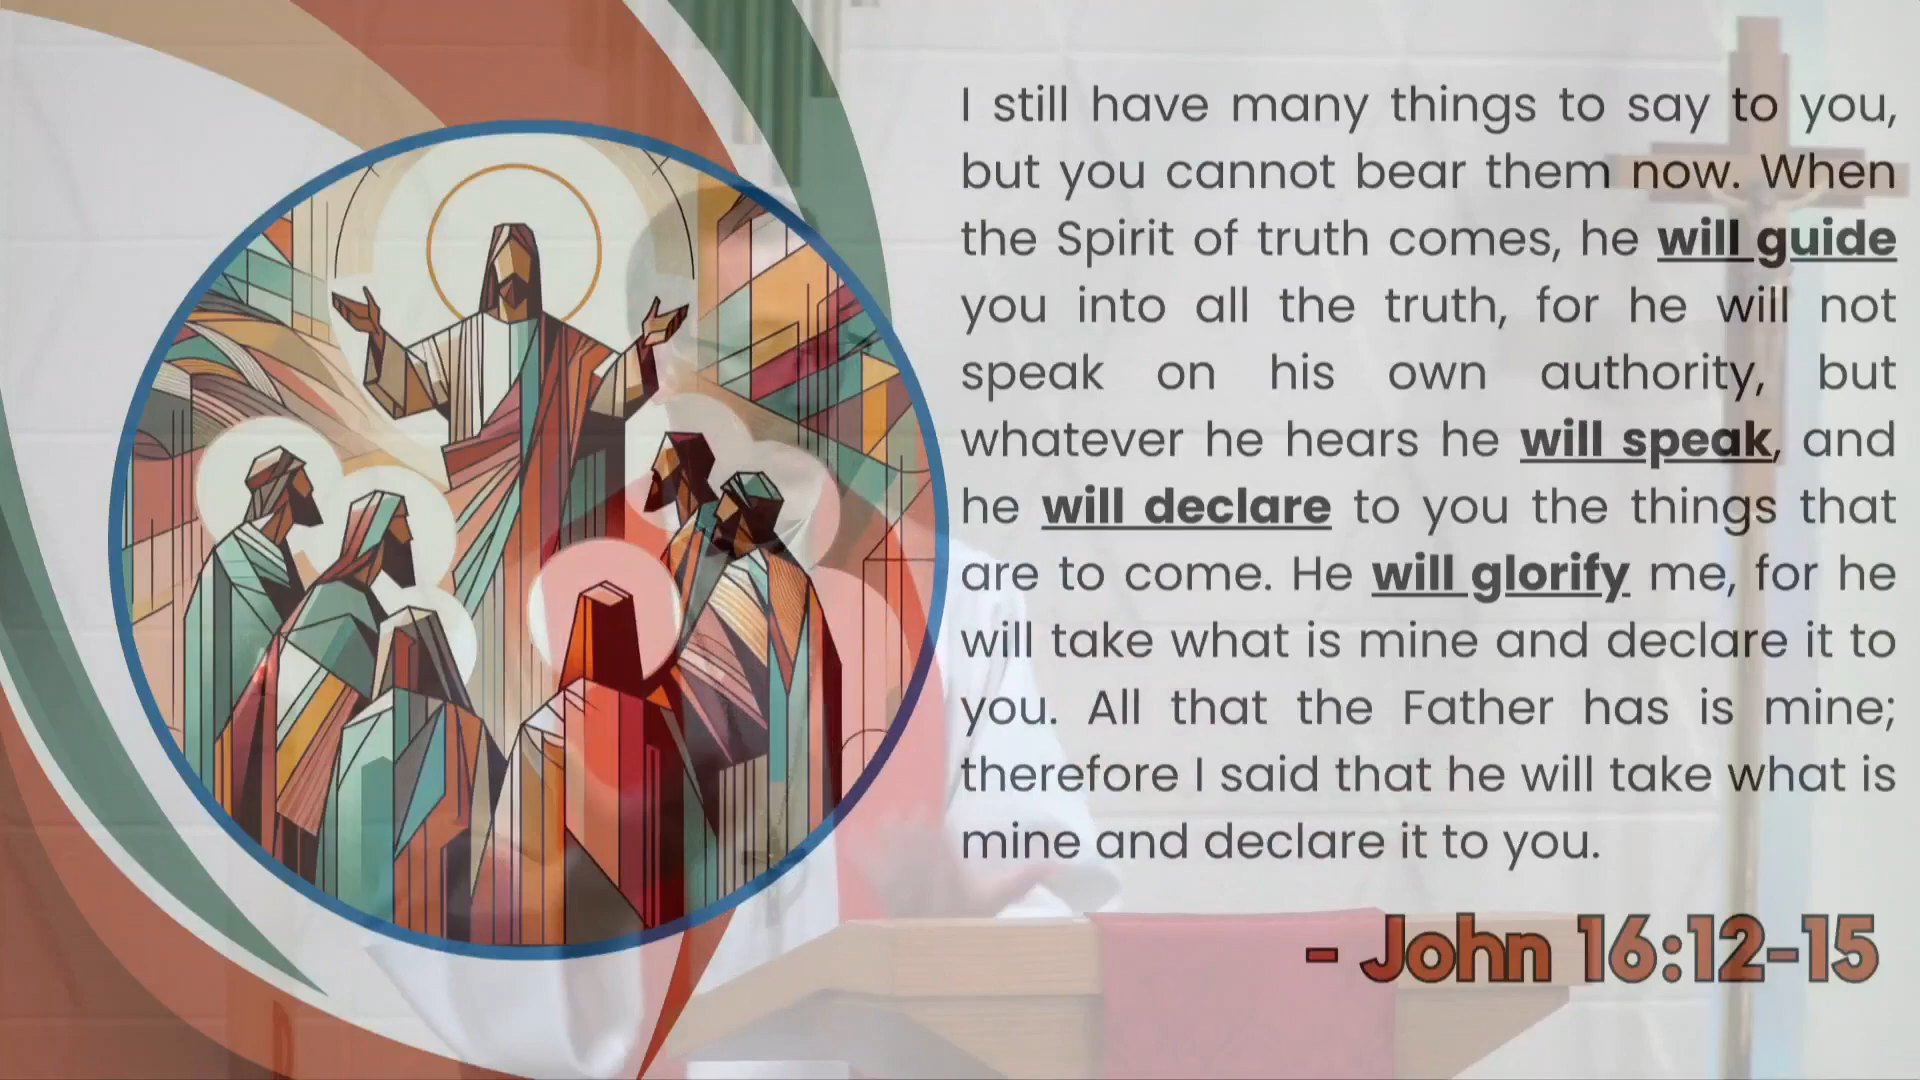 I still have many things to say to you,
but you cannot bear them now. When
the Spirit of truth comes, he will guide
you into all the truth, for he will not
speak on his own authority, but
whatever he hears he will speak, and
he will declare to you the things that
are to come. He will glorify me, for he
will take what is mine and declare it to
you. All that the Father has is mine;
therefore I said that he will take what is
mine and declare it to you.
- John 16:12-15